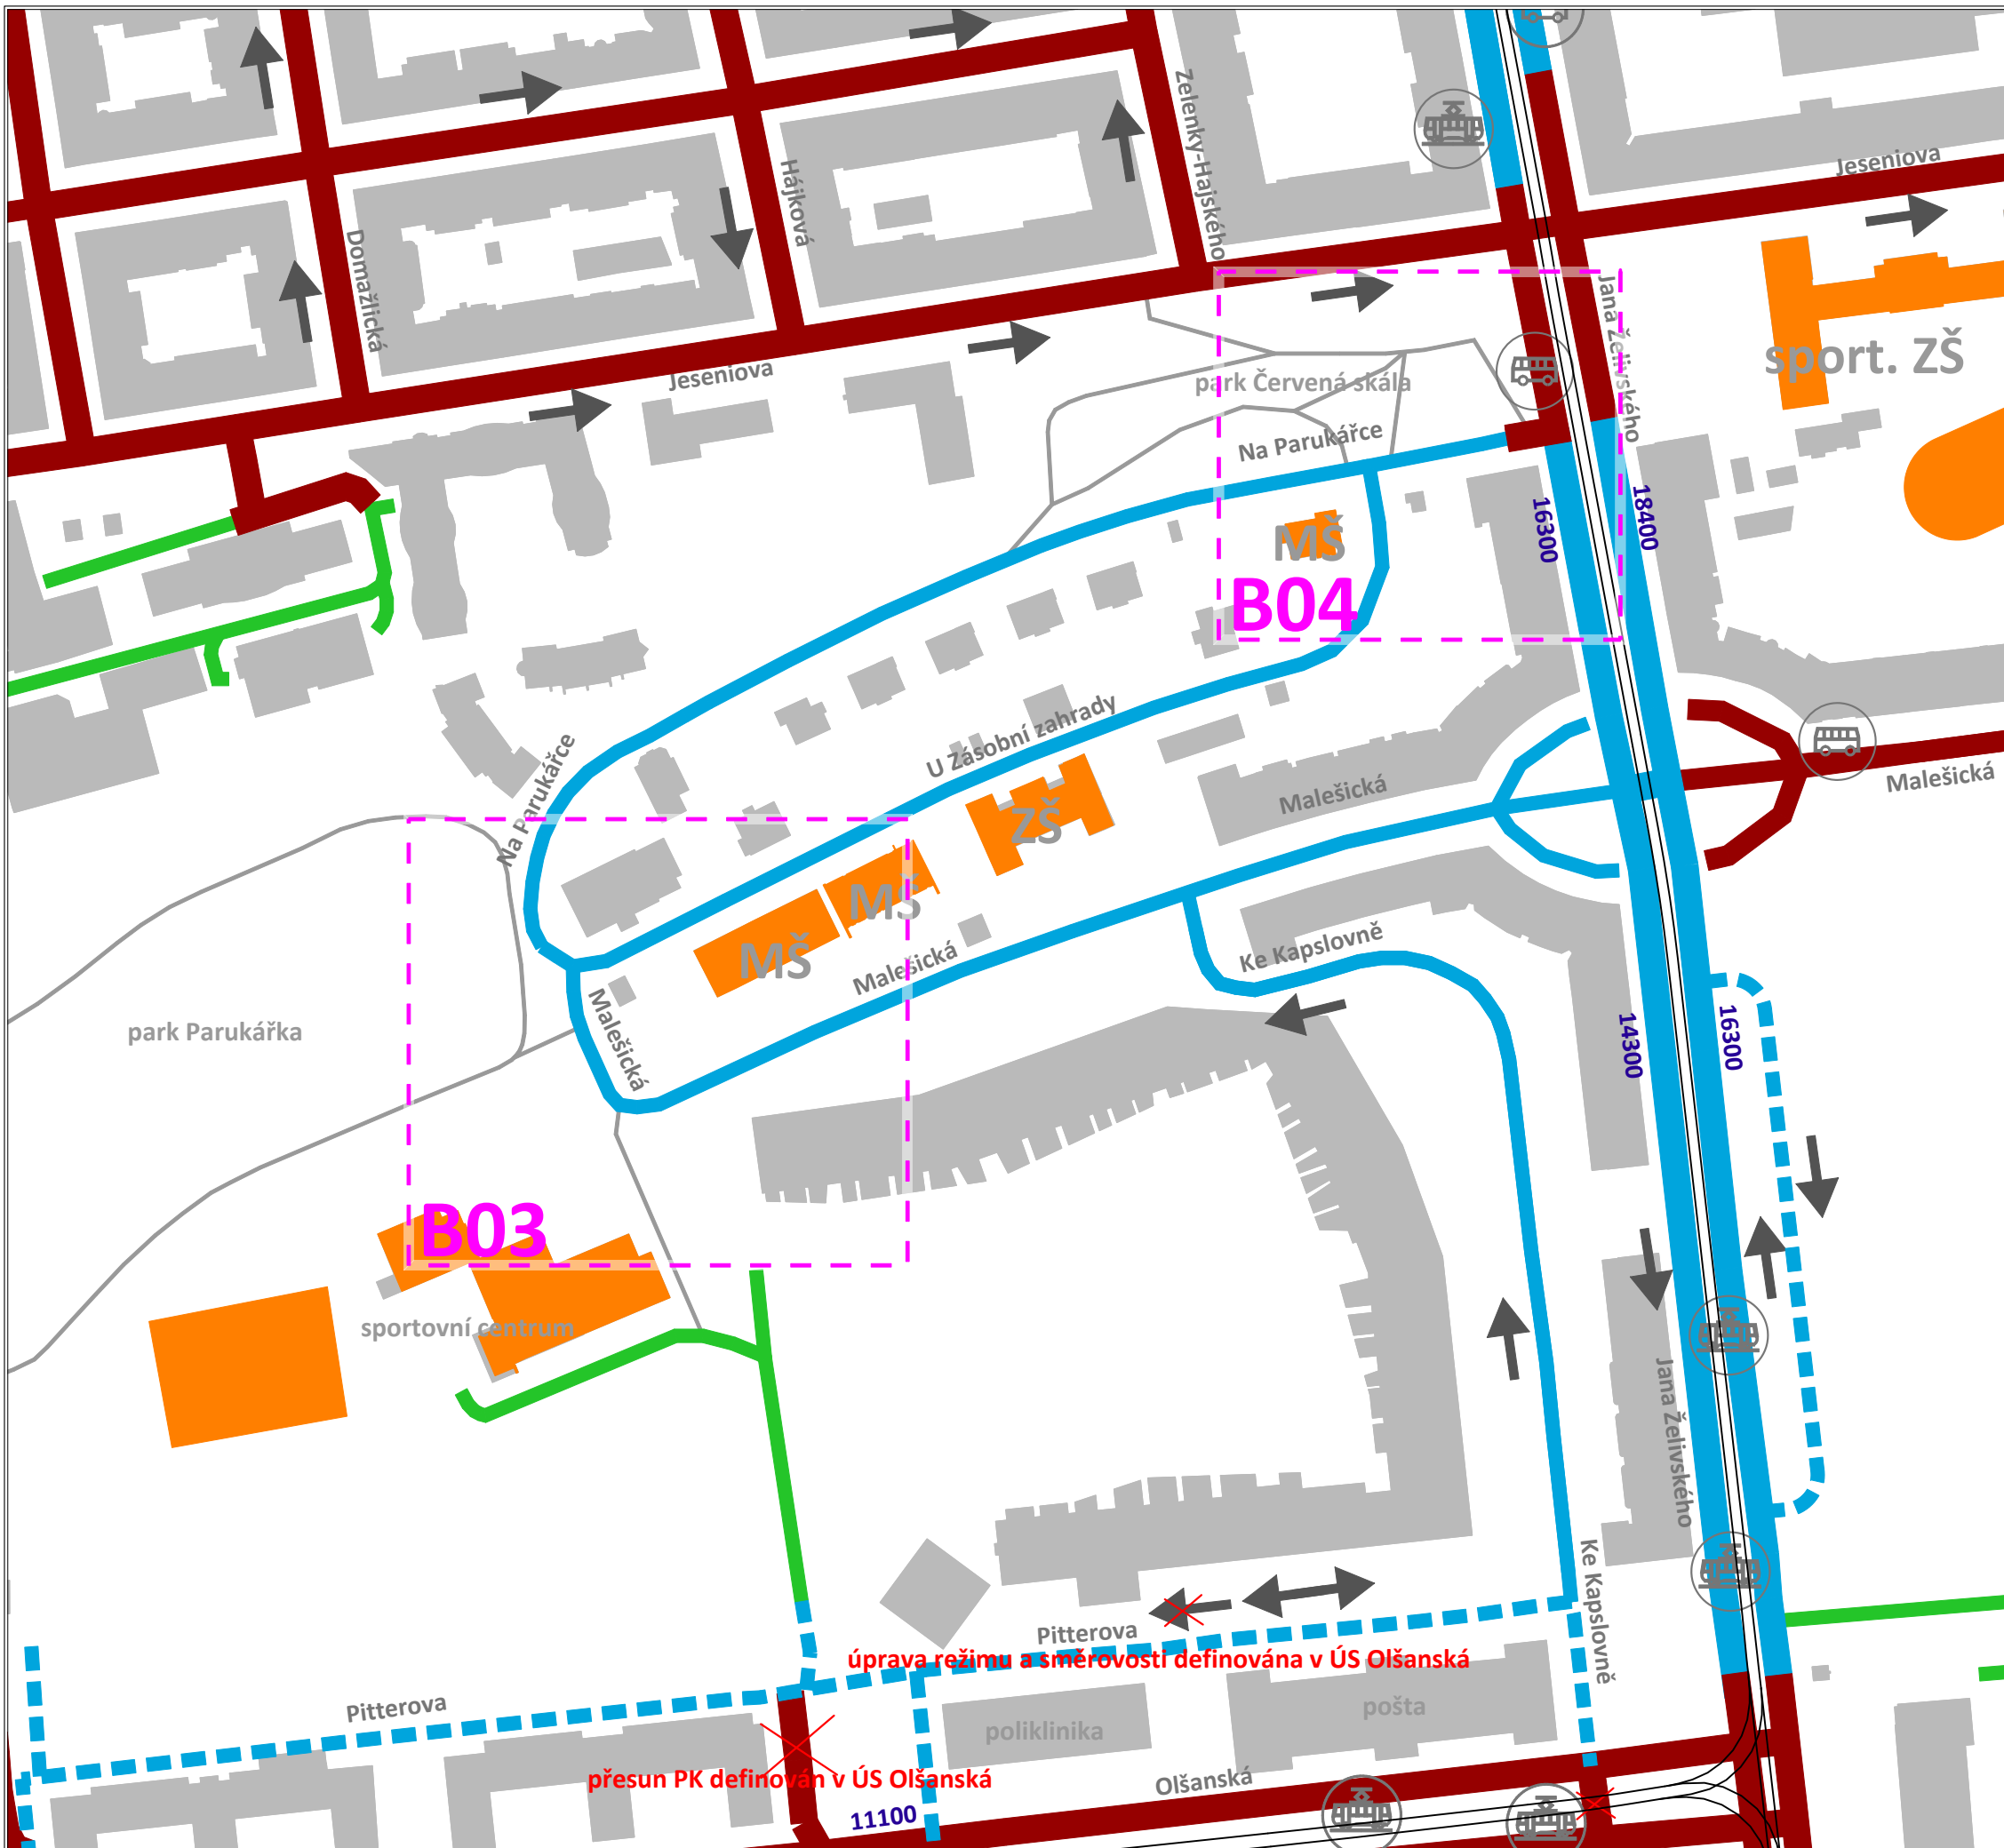 Zelenky-Hajského
Hájková
Jeseniova
Domažlická
Jana Želivského
sport. ZŠ
Jeseniova
park Červená skála
Na Parukářce
16300
18400
MŠ
B04
U Zásobní zahrady
Na Parukářce
Malešická
Malešická
ZŠ
MŠ
MŠ
Malešická
Ke Kapslovně
Malešická
park Parukářka
14300
16300
B03
sportovní centrum
Jana Želivského
Ke Kapslovně
Pitterova
úprava režimu a směrovosti definována v ÚS Olšanská
Pitterova
poliklinika
pošta
přesun PK definován v ÚS Olšanská
Olšanská
11100